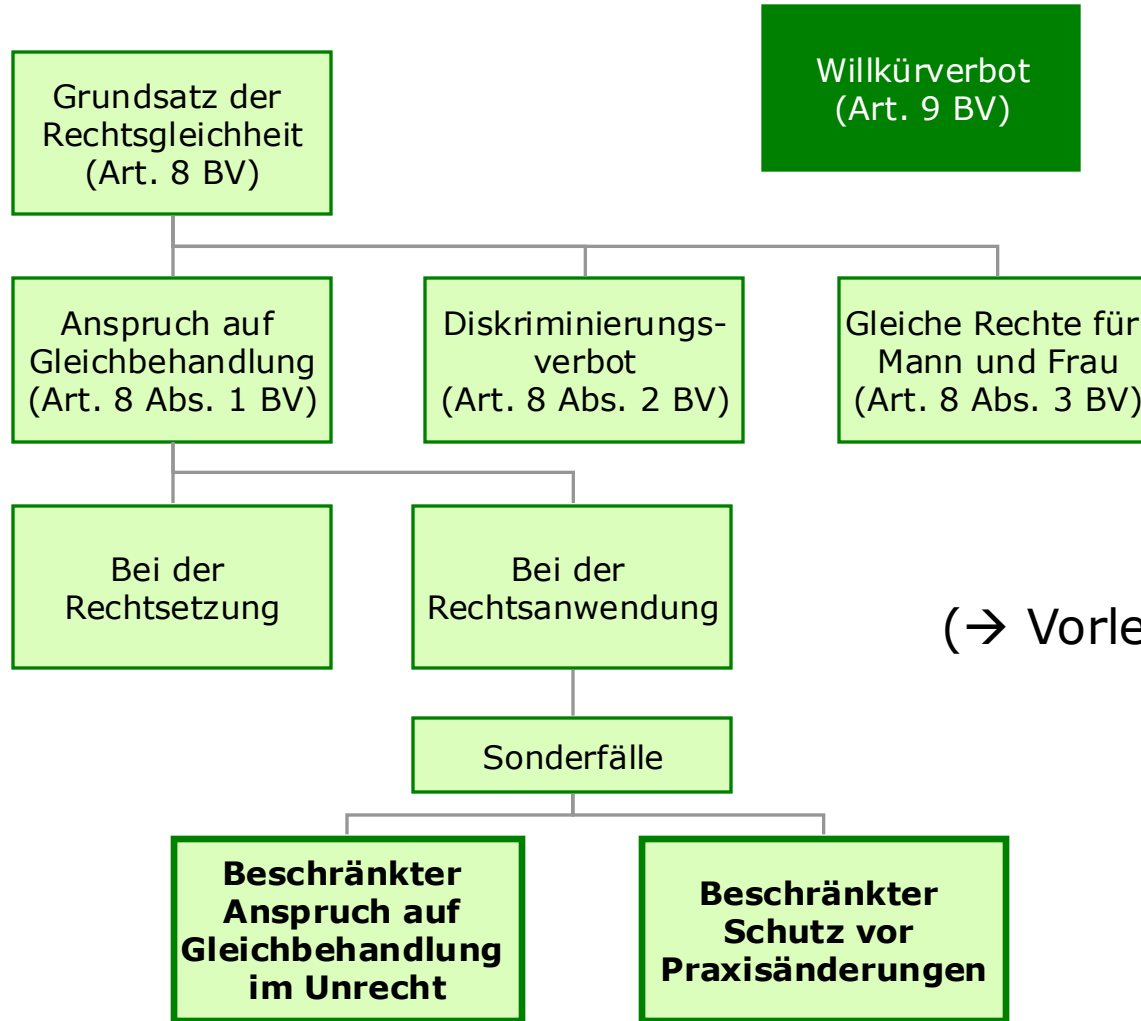 Willkürverbot
(Art. 9 BV)
Grundsatz der
Rechtsgleichheit
(Art. 8 BV)
Anspruch auf
Gleichbehandlung
(Art. 8 Abs. 1 BV)
Diskriminierungs-
verbot
(Art. 8 Abs. 2 BV)
Gleiche Rechte für
Mann und Frau
(Art. 8 Abs. 3 BV)
Bei der
Rechtsetzung
Bei der
Rechtsanwendung
(→ Vorle
Sonderfälle
Beschränkter
Anspruch auf
Gleichbehandlung
im Unrecht
Beschränkter
Schutz vor
Praxisänderungen